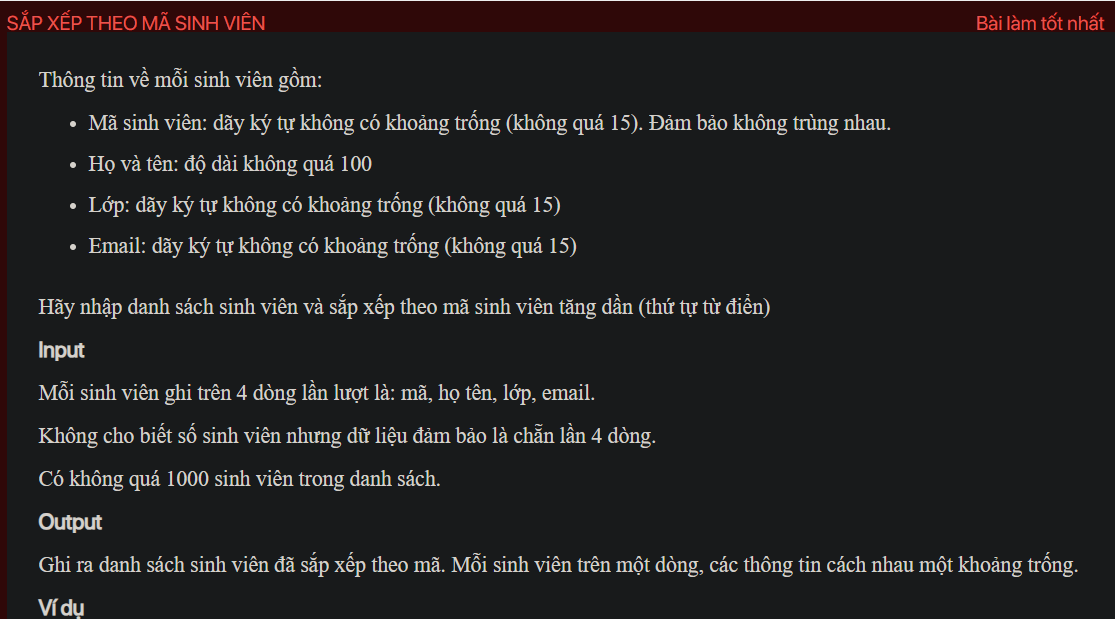 SẮP XẾP THEO MÃ SINH VIÊN
Bài làm tốt nhất
Thông tin về mỗi sinh viên gồm:
• Mã sinh viên: dãy ký tự không có khoảng trống (không quá 15). Đảm bảo không trùng nhau.
• Họ và tên: độ dài không quá 100
• Lớp: dãy ký tự không có khoảng trống (không quá 15)
• Email: dãy ký tự không có khoảng trống (không quá 15)
Hãy nhập danh sách sinh viên và sắp xếp theo mã sinh viên tăng dần (thứ tự từ điển)
Input
Mỗi sinh viên ghi trên 4 dòng lần lượt là: mã, họ tên, lớp, email.
Không cho biết số sinh viên nhưng dữ liệu đảm bảo là chẵn lần 4 dòng.
Có không quá 1000 sinh viên trong danh sách.
Output
Ghi ra danh sách sinh viên đã sắp xếp theo mã. Mỗi sinh viên trên một dòng, các thông tin cách nhau một khoảng trống.
Ví dụ